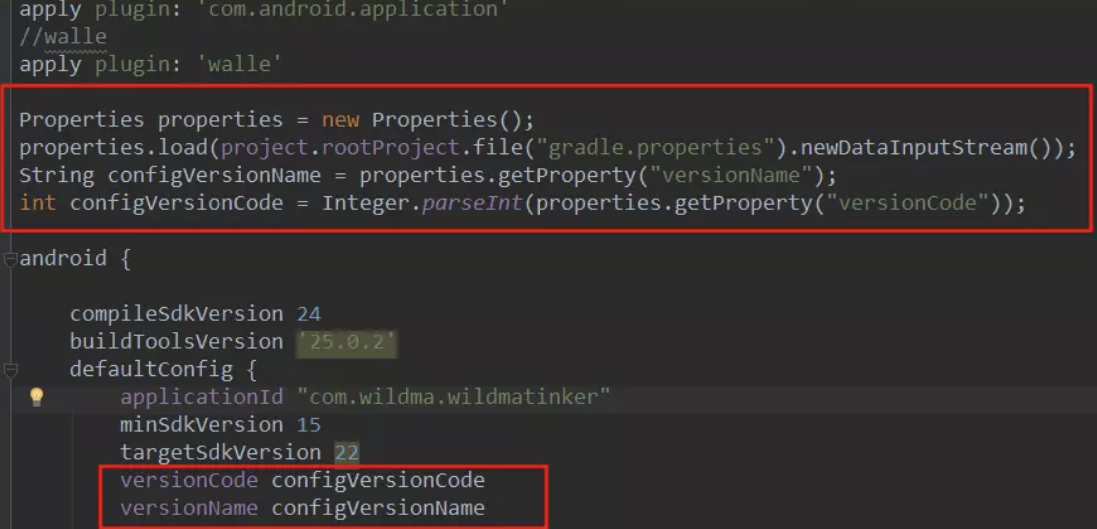 apply plugin: 'com.android.application'
//walle
apply plugin: 'walle'
Properties properties = new Properties();
properties.load(project.rootProject.file("gradle.properties").newDataInputStream());
String configVersionName = properties.getProperty("versionName");
int configVersionCode = Integer.parseInt(properties.getProperty("versionCode"));
android {
compileSdkVersion 24
buildToolsVersion '25.0.2'
defaultConfig {
applicationId "com.wildma.wildmatinker"
minSdkVersion 15
targetSdkVersion 22
versionCode configVersionCode
versionName configVersionName